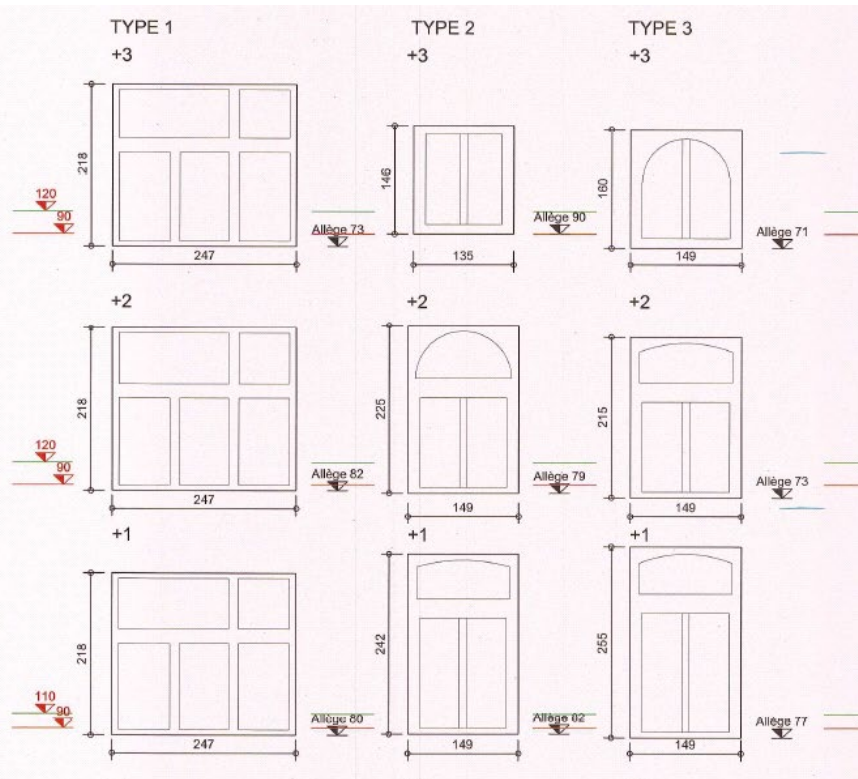 TYPE 1 TYPE 2 TYPE 3
+3 +3 +3
218 146 160
120
90 Allège 73 Allège 90 Allège 71
247 135 149
+2 +2 +2
218 225 215
120
90 Allège 82 Allège 79 Allège 73
247 149 149
+1 +1 +1
218 242 255
110
90 Allège 80 Allège Allège 77
247 149 149